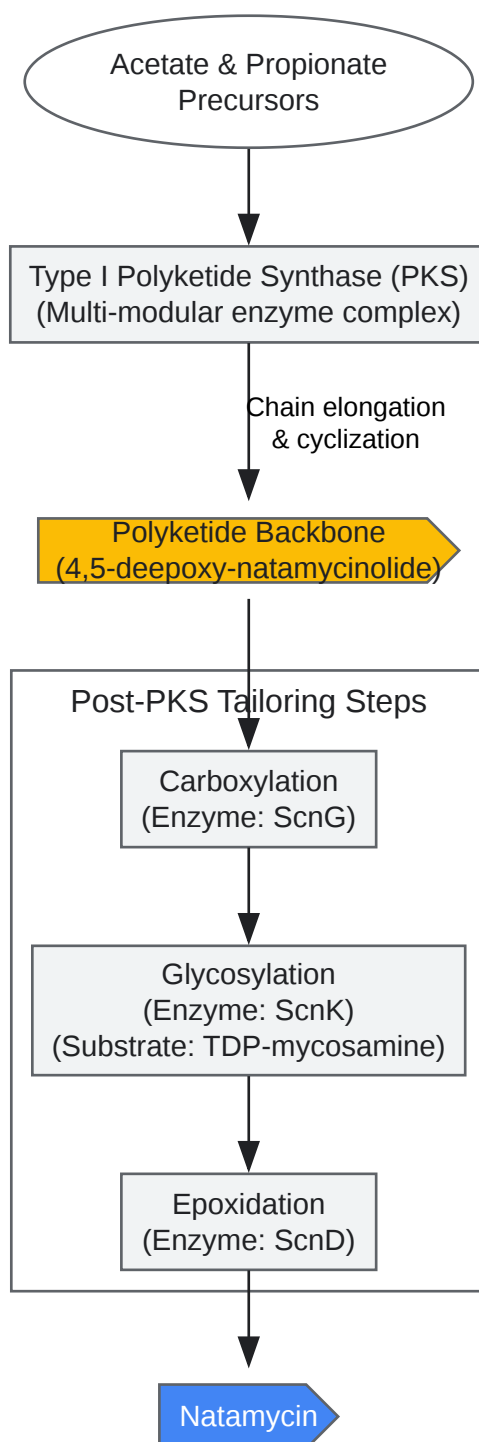 Acetate & Propionate
Precursors
Type I Polyketide Synthase (PKS)
(Multi-modular enzyme complex)
Chain elongation
& cyclization
Polyketide Backbone
(4,5-deepoxy-natamycinolide)
Post-PKS Tailoring Steps
Carboxylation
(Enzyme: ScnG)
Glycosylation
(Enzyme: ScnK)
(Substrate: TDP-mycosamine)
Epoxidation
(Enzyme: ScnD)
Natamycin